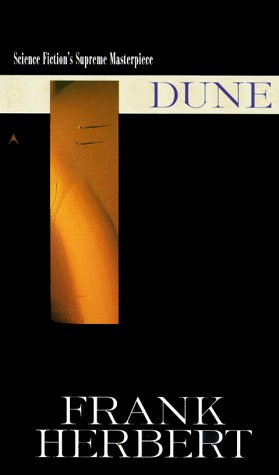 Science Fiction's Supreme Masterpiece
DUNE
FRANK
HERBERT